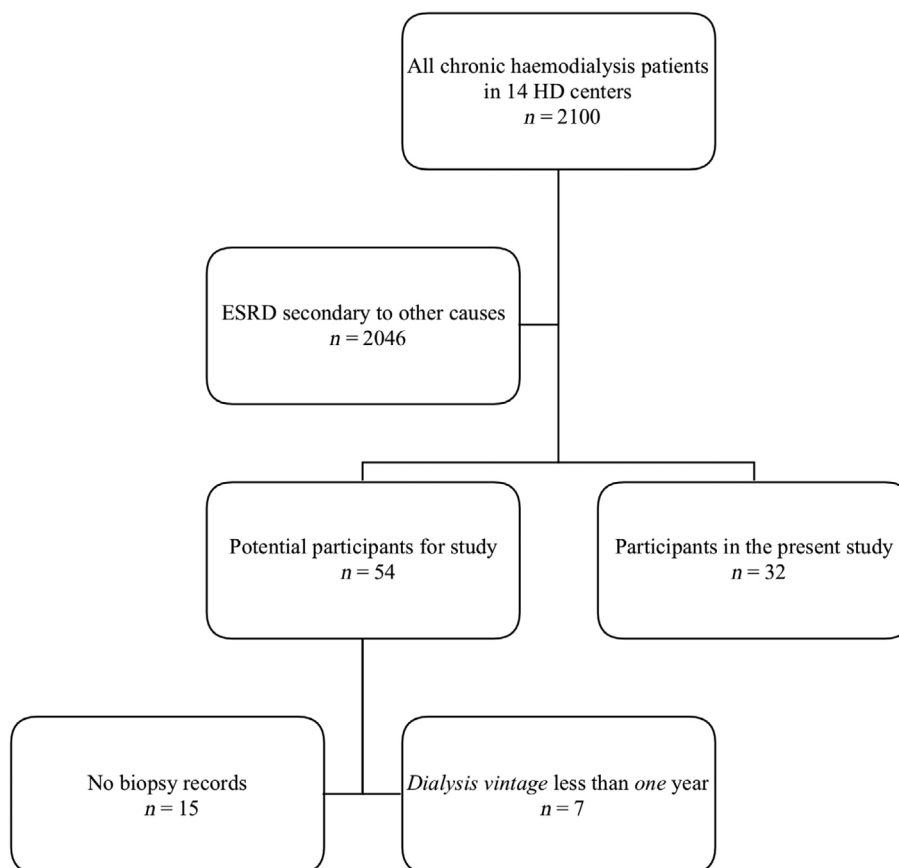 All chronic haemodialysis patients
in 14 HD centers
n = 2100
ESRD secondary to other causes
n = 2046
Potential participants for study
n = 54
Participants in the present study
n = 32
No biopsy records
n = 15
Dialysis vintage less than one year
n = 7